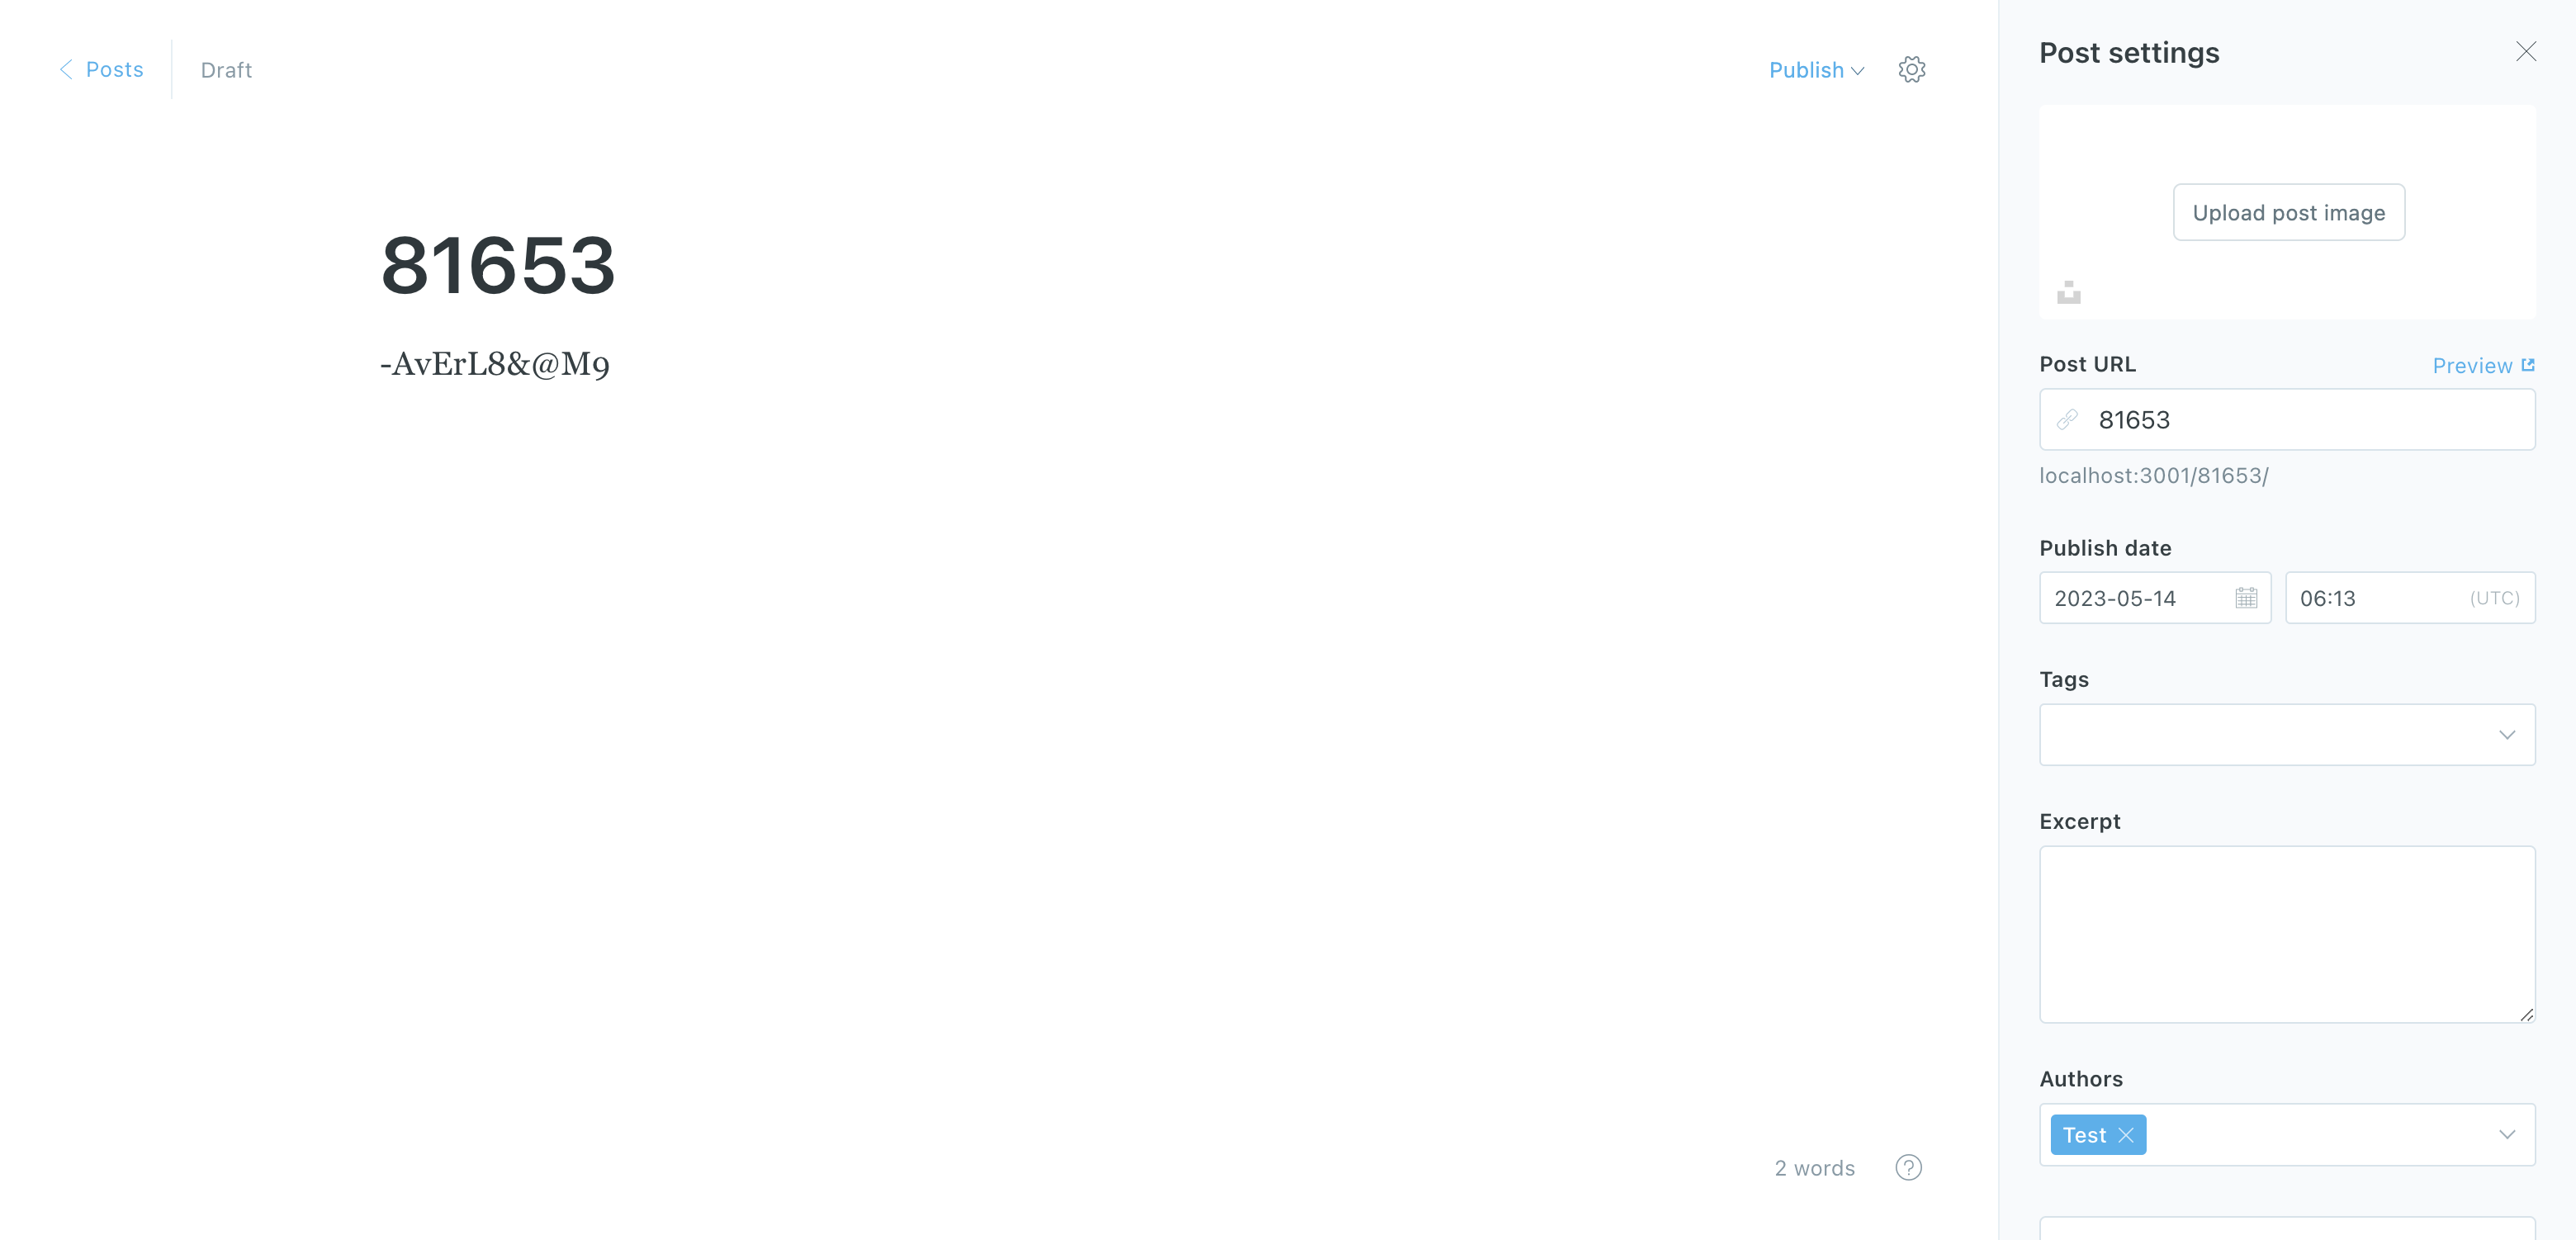 Posts
Draft
Publish
81653
-AvErL8&@M9
2 words
?
Post settings
Upload post image
Post URL
Preview
81653
localhost:3001/81653/
Publish date
2023-05-14
06:13
(UTC)
Tags
Excerpt
Authors
Test